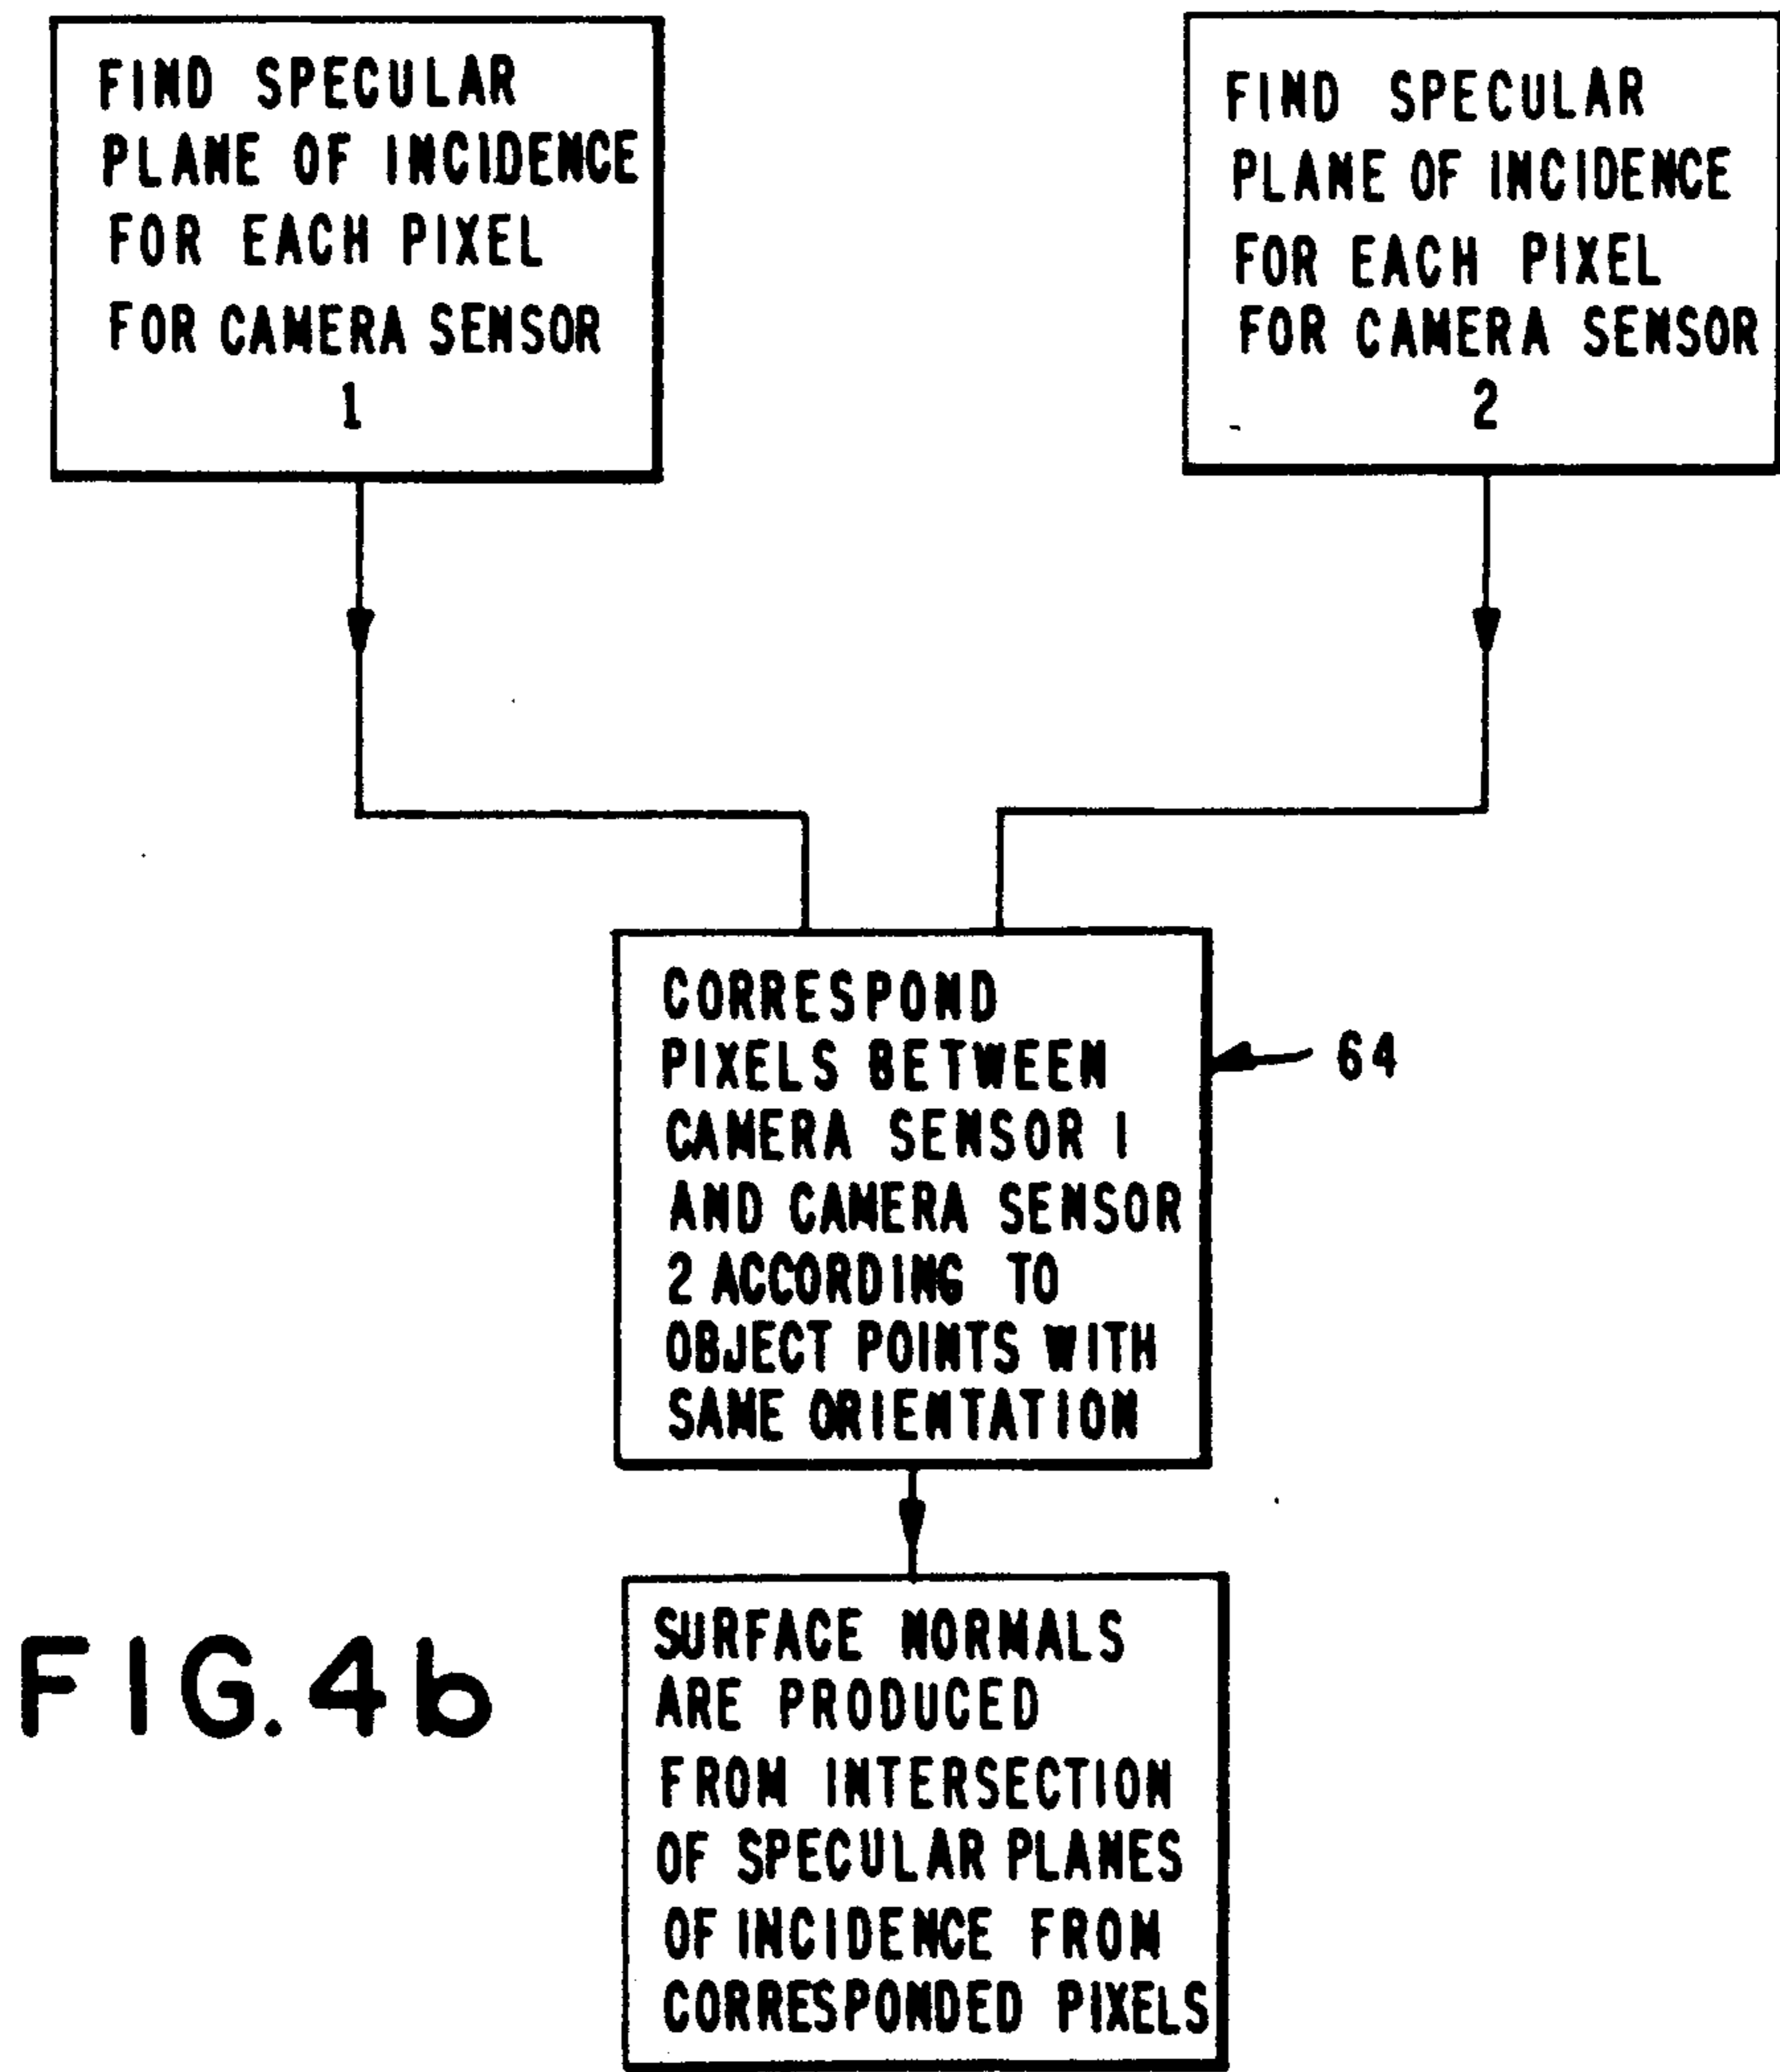 FIND SPECULAR
PLANE OF INCIDENCE
FOR EACH PIXEL
FOR CAMERA SENSOR
1
FIND SPECULAR
PLANE OF INCIDENCE
FOR EACH PIXEL
FOR CAMERA SENSOR
2
CORRESPOND
PIXELS BETWEEN
CAMERA SENSOR 1
AND CAMERA SENSOR
2 ACCORDING TO
OBJECT POINTS WITH
SAME ORIENTATION
64
SURFACE NORMALS
ARE PRODUCED
FROM INTERSECTION
OF SPECULAR PLANES
OF INCIDENCE FROM
CORRESPONDED PIXELS
FIG. 4b